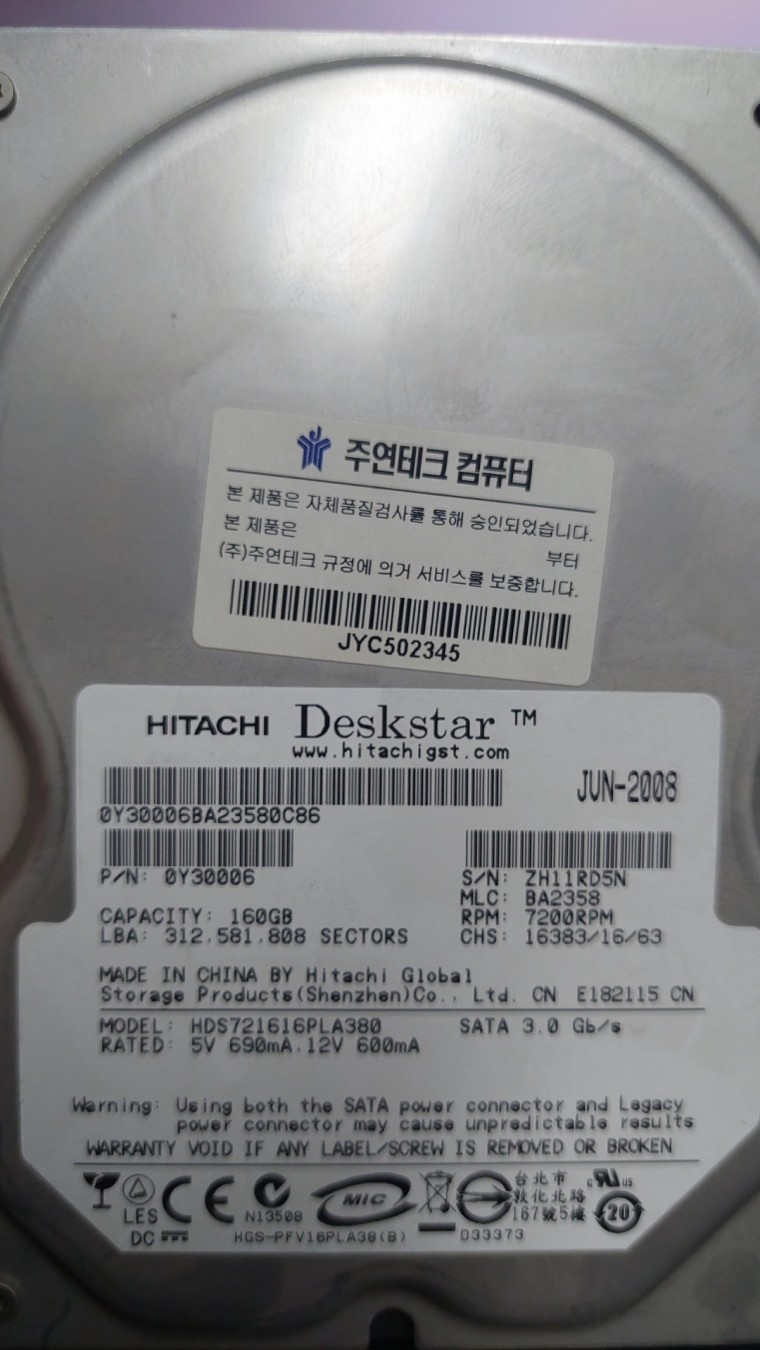 주연테크 컴퓨터
본 제품은 자체품질검사를 통해 승인되었습니다.
본 제품은 부터
(주)주연테크 규정에 의거 서비스를 보증합니다.
JYC502345
HITACHI Deskstar ™
www.hitachigst.com
JUN-2008
0Y30006BA23580C86
P/N: 0Y30006 S/N: ZH11RD5N
MLC: BA2358
CAPACITY: 160GB RPM: 7200RPM
LBA: 312,581,808 SECTORS CHS: 16383/16/63
MADE IN CHINA BY Hitachi Global
Storage Products(Shenzhen)Co., Ltd. CN E182115 CN
MODEL: HDS721616PLA380 SATA 3.0 Gb/s
RATED: 5V 690mA,12V 600mA
Warning: Using both the SATA power connector and Legacy
power connector may cause unpredictable results
WARRANTY VOID IF ANY LABEL/SCREW IS REMOVED OR BROKEN
LES CE N13508 MIC 台北市 c UR us
敦化北路
167號5樓 20
DC HGS-PFV16PLA38(B) D33373